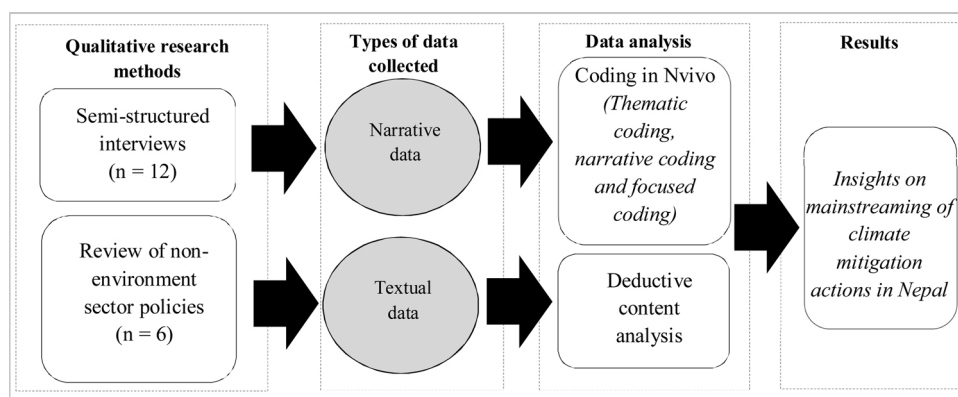 Qualitative research
methods
Semi-structured
interviews
(n = 12)
Review of non-
environment
sector policies
(n = 6)
Types of data
collected
Narrative
data
Textual
data
Data analysis
Coding in Nvivo
(Thematic
coding,
narrative coding
and focused
coding)
Deductive
content
analysis
Results
Insights on
mainstreaming of
climate
mitigation
actions in Nepal